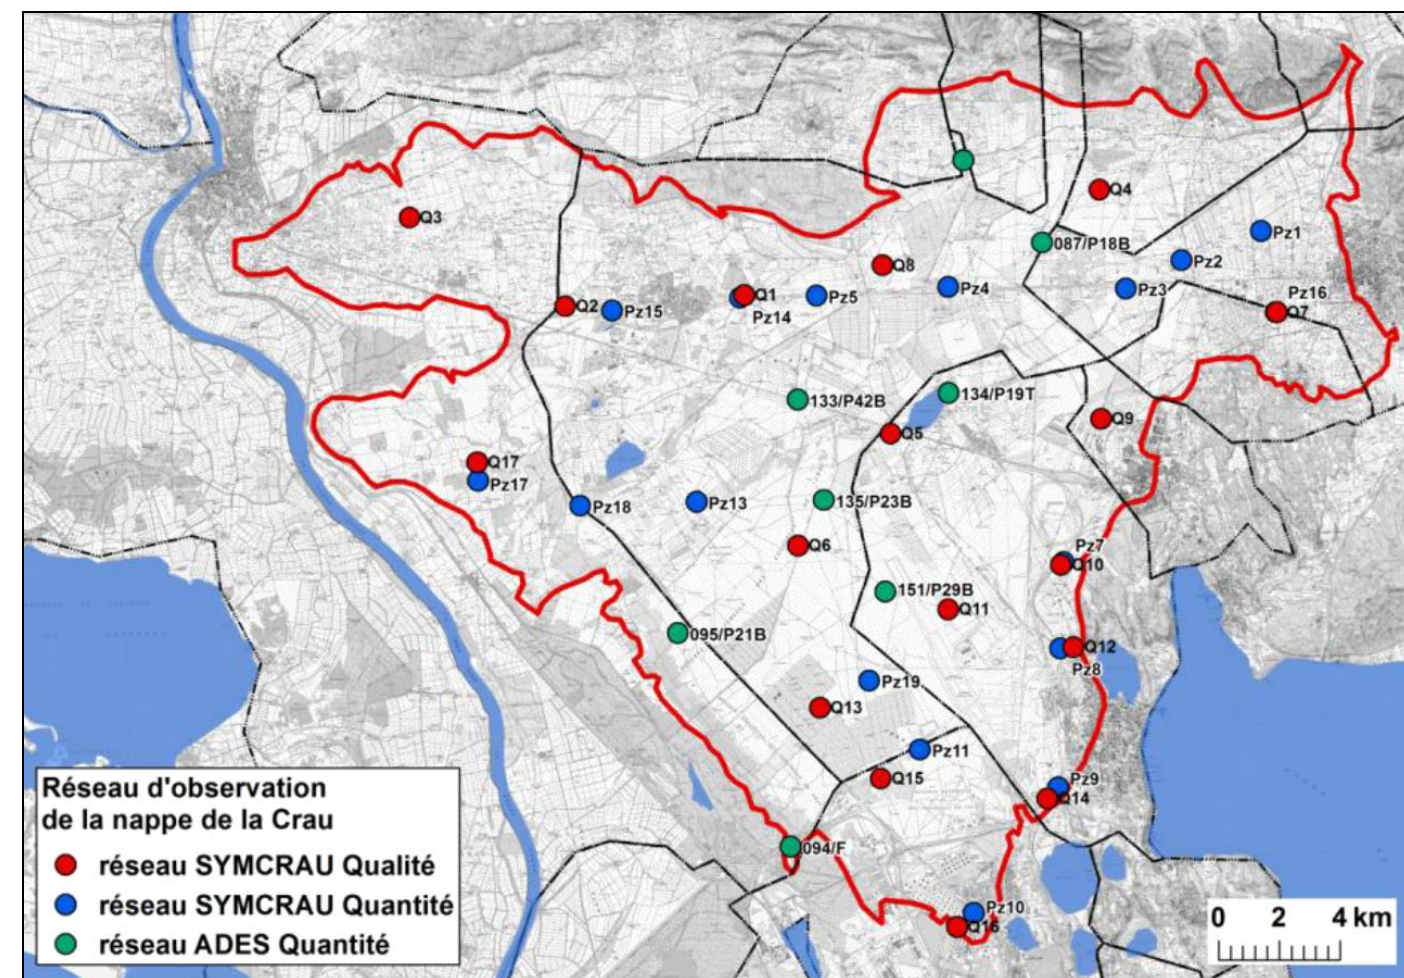 Q4
Q3
Pz1
087/P18B
Pz2
Q8
Pz4
Pz3
Pz16
Q1
Pz5
Q2
Pz15
Pz14
Q7
134/P19T
133/P42B
Q9
Q5
Q17
Pz17
Pz13
135/P23B
Pz18
Q6
Pz7
Q10
151/P29B
Q11
095/P21B
Q12
Pz8
Pz19
Q13
Pz11
Q15
Pz9
Q14
094/F
Pz10
Q16
Réseau d'observation
de la nappe de la Crau
réseau SYMCRAU Qualité
réseau SYMCRAU Quantité
réseau ADES Quantité
0 2 4 km